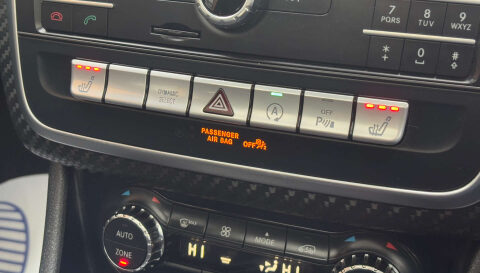 7 PQRS
8 TUV
9 WXYZ
*
+
0
#
DYNAMIC
SELECT
A
OFF
P
PASSENGER
AIR BAG OFF
AUTO
MODE
ZONE
HI
HI